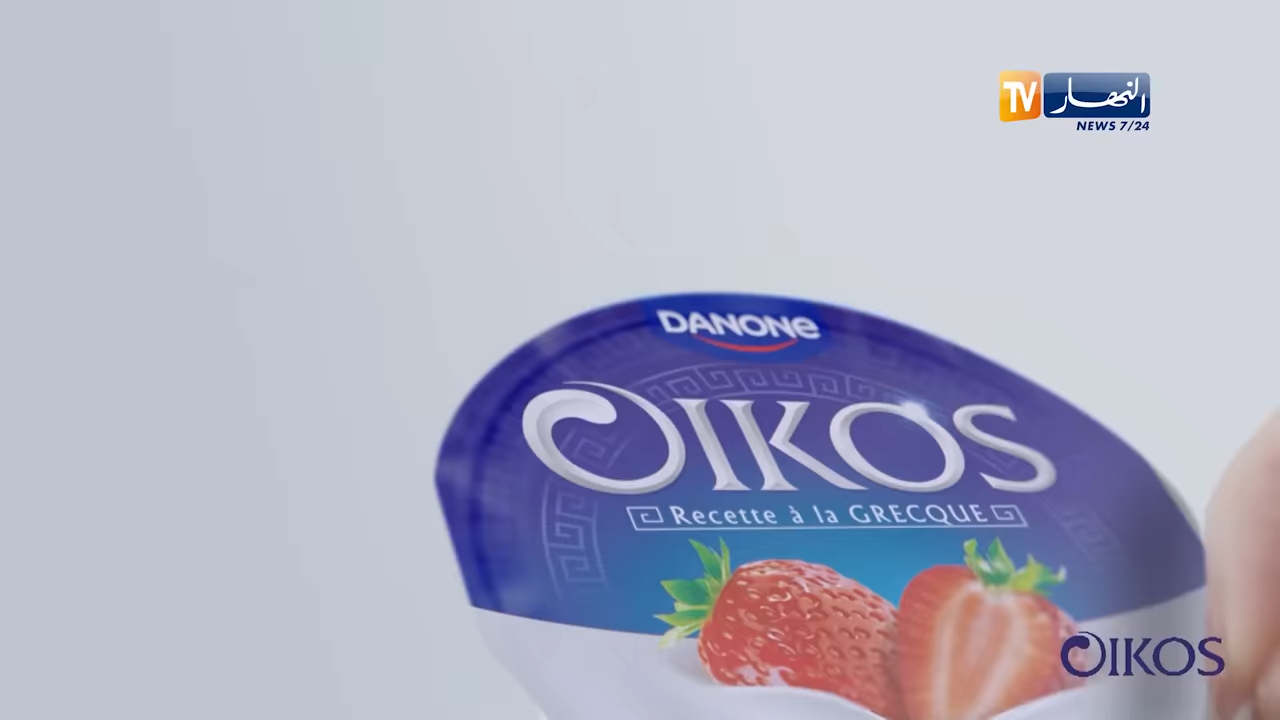 TV النهار
NEWS 7/24
DANONE
OIKOS
Recette à la GRECQUE
OIKOS